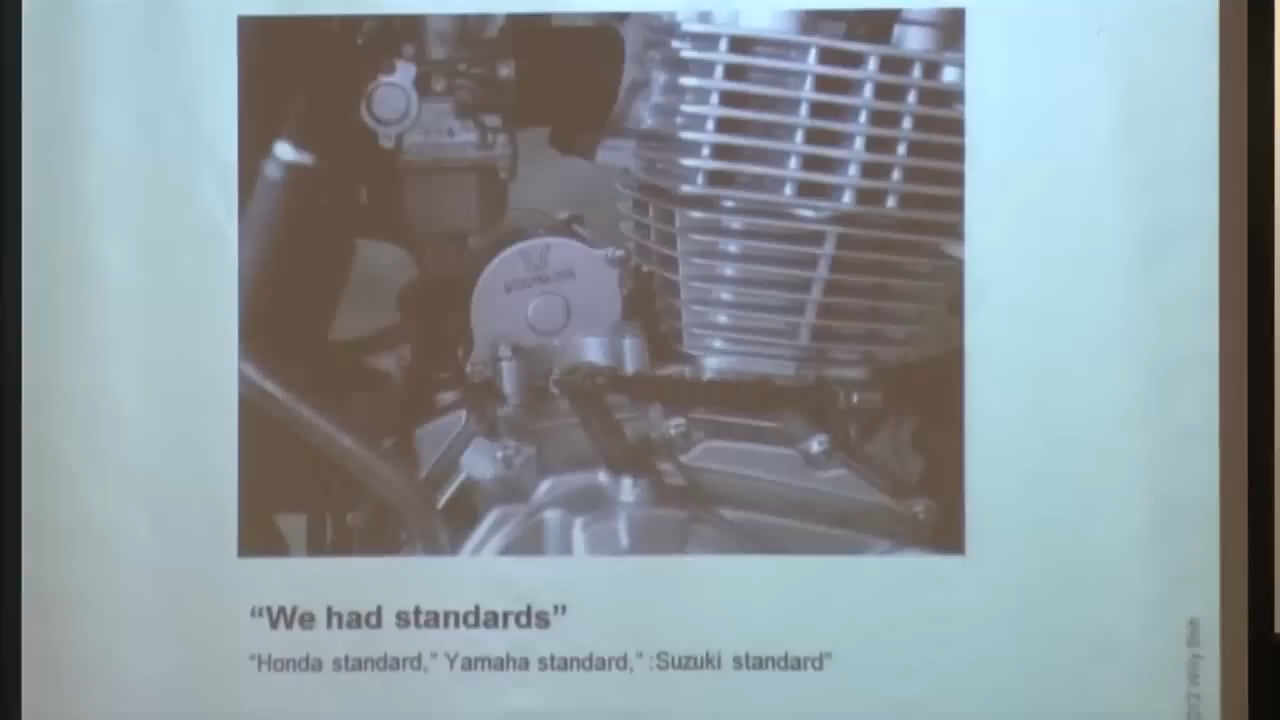 “We had standards”
“Honda standard,” Yamaha standard,” :Suzuki standard”